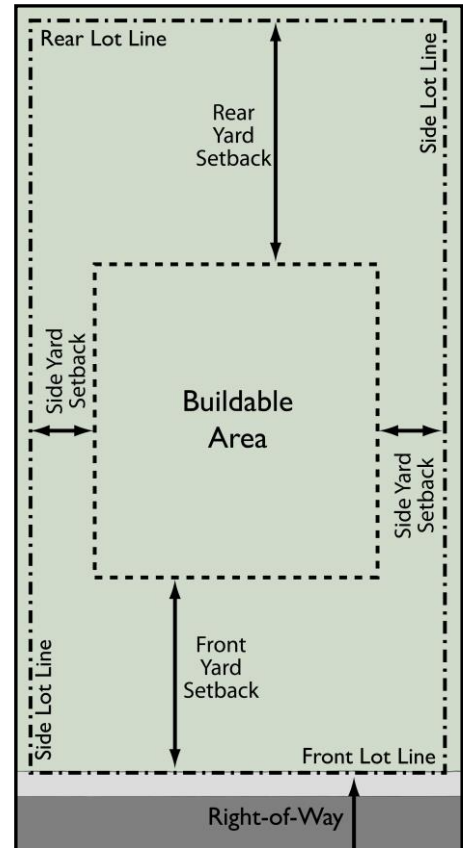 Rear Lot Line
Side Lot Line
Rear
Yard
Setback
Side Yard
Setback
Buildable
Area
Side Yard
Setback
Front
Yard
Setback
Side Lot Line
Front Lot Line
Right-of-Way